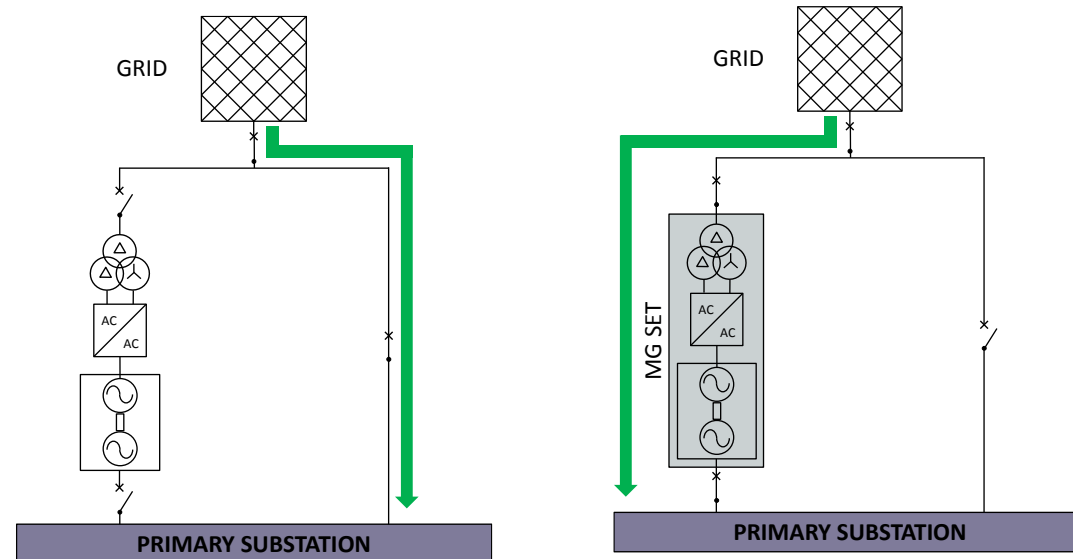 GRID
AC
AC
PRIMARY SUBSTATION
GRID
MG SET
AC
AC
PRIMARY SUBSTATION